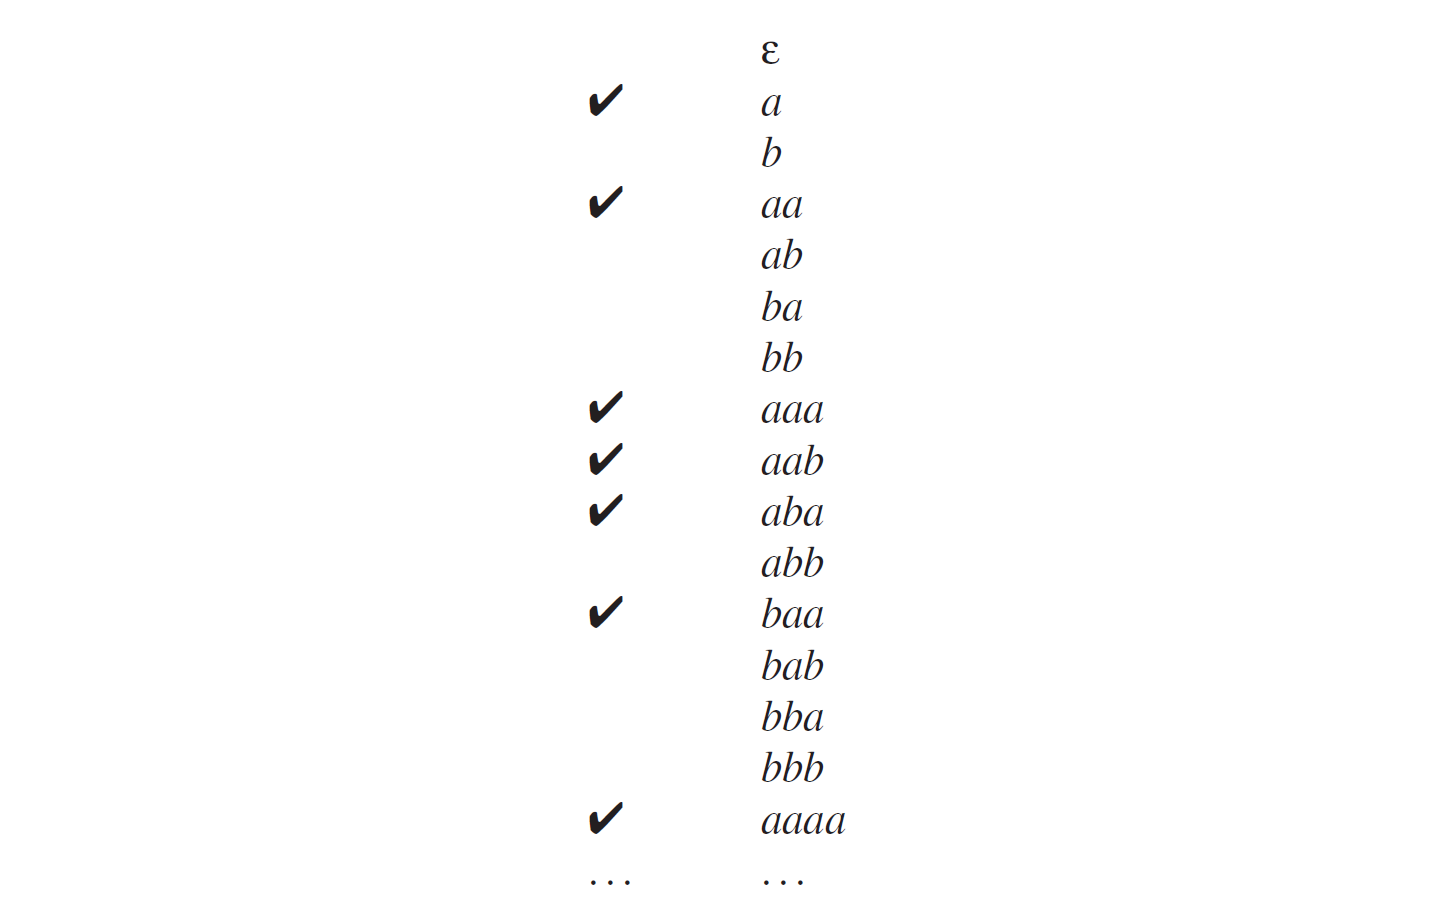 ε
✔ a
b
✔ aa
ab
ba
bb
✔ aaa
✔ aab
✔ aba
abb
✔ baa
bab
bba
bbb
✔ aaaa
... ...